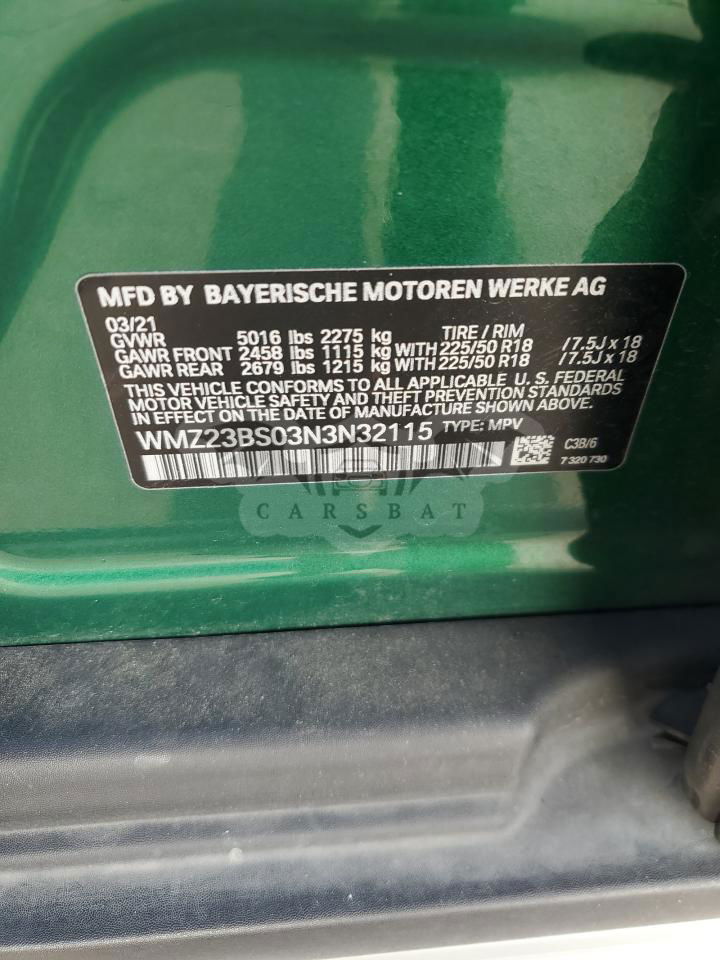 MFD BY BAYERISCHE MOTOREN WERKE AG
03/21 TIRE / RIM
GVWR 5016 lbs 2275 kg
GAWR FRONT 2458 lbs 1115 kg WITH 225/50 R18 / 7.5J x 18
GAWR REAR 2679 lbs 1215 kg WITH 225/50 R18 / 7.5J x 18
THIS VEHICLE CONFORMS TO ALL APPLICABLE U. S. FEDERAL
MOTOR VEHICLE SAFETY AND THEFT PREVENTION STANDARDS
IN EFFECT ON THE DATE OF MANUFACTURE SHOWN ABOVE.
WMZ23BS03N3N32115 TYPE: MPV
C3B/6
7 320 730
CARSBAT